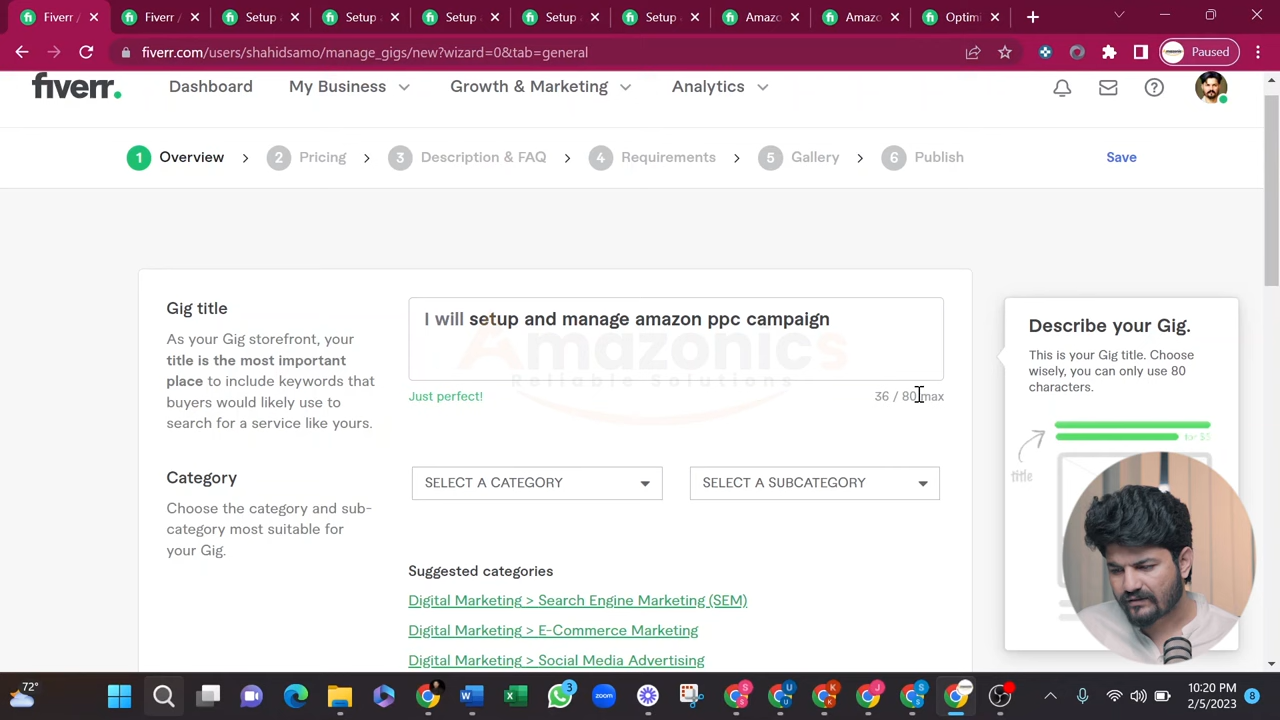 Fiverr /
Fiverr /
Setup a
Setup a
Setup a
Setup a
Setup a
Amazo
Amazo
Optimi
fiverr.com/users/shahidsamo/manage_gigs/new?wizard=0&tab=general
Paused
fiverr.
Dashboard
My Business
Growth & Marketing
Analytics
1 Overview
2 Pricing
3 Description & FAQ
4 Requirements
5 Gallery
6 Publish
Save
Gig title
As your Gig storefront, your
title is the most important
place to include keywords that
buyers would likely use to
search for a service like yours.
I will setup and manage amazon ppc campaign
Amazonics
Reliable Solutions
Just perfect!
36 / 80 max
Category
Choose the category and sub-
category most suitable for
your Gig.
SELECT A CATEGORY
SELECT A SUBCATEGORY
Suggested categories
Digital Marketing > Search Engine Marketing (SEM)
Digital Marketing > E-Commerce Marketing
Digital Marketing > Social Media Advertising
Describe your Gig.
This is your Gig title. Choose
wisely, you can only use 80
characters.
title
72°
3
zoom
10:20 PM
2/5/2023
8